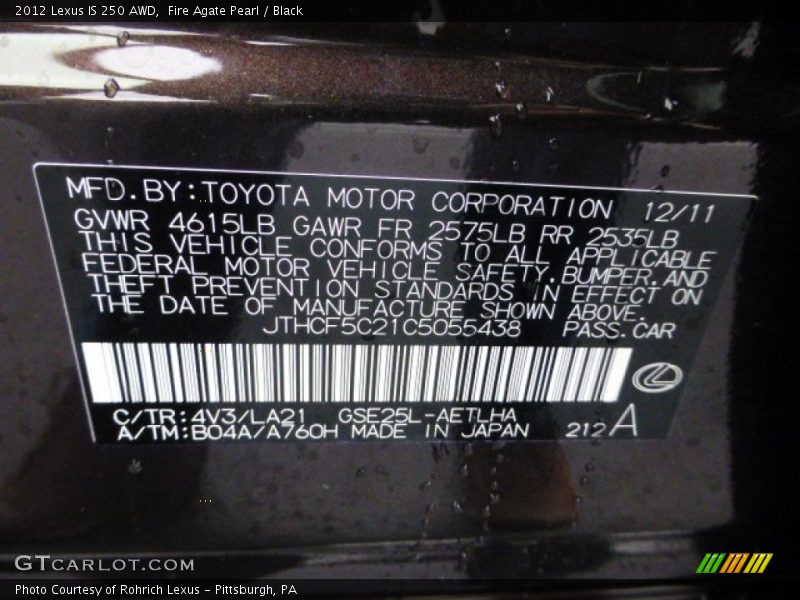 2012 Lexus IS 250 AWD,  Fire Agate Pearl / Black
MFD.BY:TOYOTA MOTOR CORPORATION 12/11
GVWR 4615LB GAWR FR 2575LB RR 2535LB
THIS VEHICLE CONFORMS TO ALL APPLICABLE
FEDERAL MOTOR VEHICLE SAFETY,BUMPER,AND
THEFT PREVENTION STANDARDS IN EFFECT ON
THE DATE OF MANUFACTURE SHOWN ABOVE.
JTHCF5C21C5055438 PASS.CAR
C/TR:4V3/LA21 GSE25L-AETLHA
A/TM:B04A/A760H MADE IN JAPAN 212A
GTCARLOT.COM
Photo Courtesy of Rohrich Lexus - Pittsburgh, PA